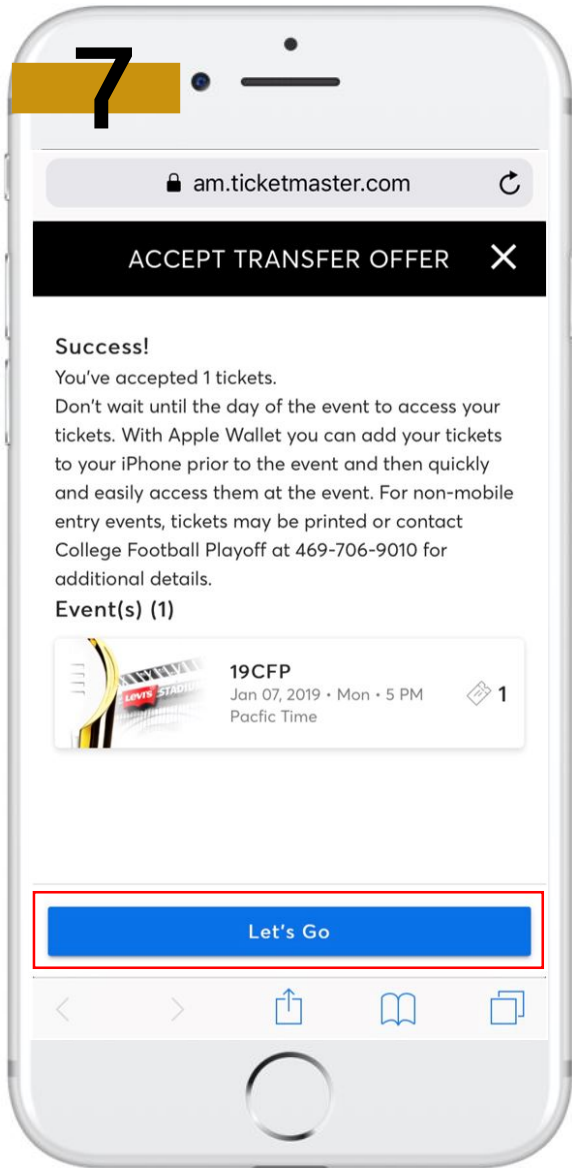 7
am.ticketmaster.com
ACCEPT TRANSFER OFFER
Success!
You've accepted 1 tickets.
Don't wait until the day of the event to access your
tickets. With Apple Wallet you can add your tickets
to your iPhone prior to the event and then quickly
and easily access them at the event. For non-mobile
entry events, tickets may be printed or contact
College Football Playoff at 469-706-9010 for
additional details.
Event(s) (1)
LEVI'S STADIUM
19CFP
Jan 07, 2019 • Mon • 5 PM
Pacfic Time
1
Let's Go